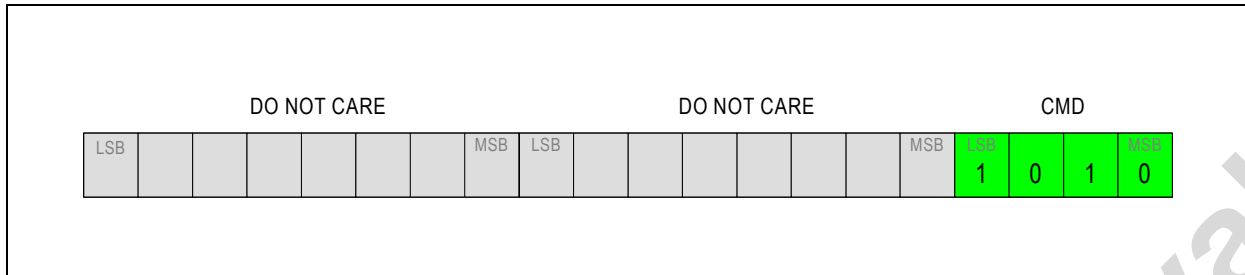 DO NOT CARE DO NOT CARE CMD
LSB MSB LSB MSB LSB MSB
1 0 1 0